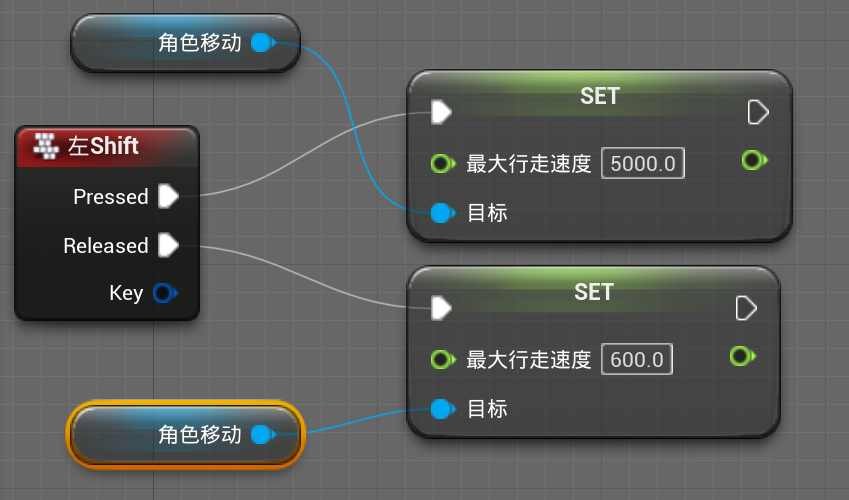 角色移动
左Shift
Pressed
Released
Key
SET
最大行走速度 5000.0
目标
SET
最大行走速度 600.0
目标
角色移动